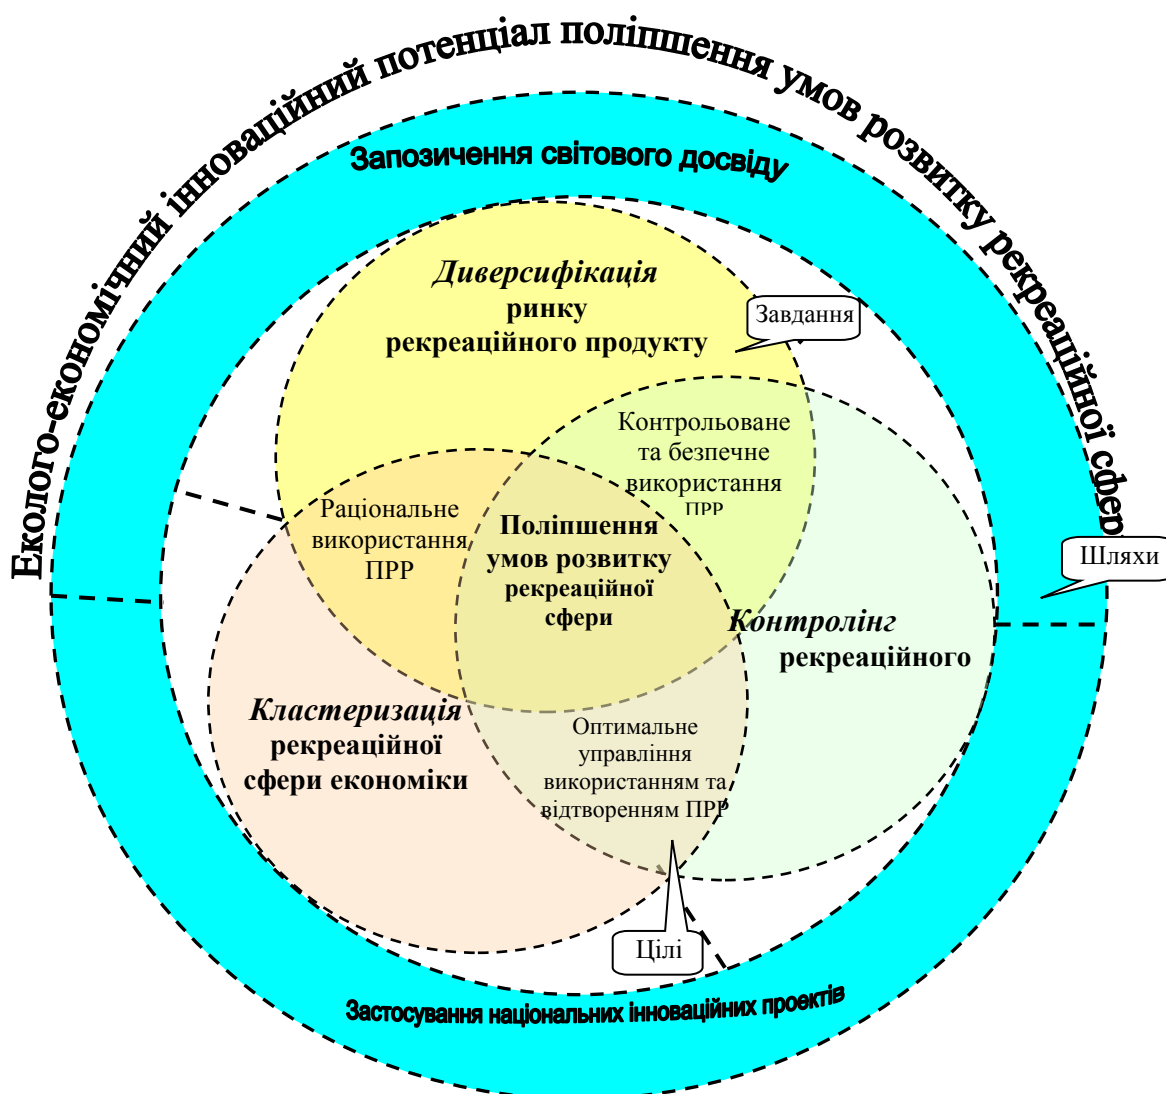 Еколого-економічний інноваційний потенціал поліпшення умов розвитку рекреаційної сфери
Запозичення світового досвіду
Диверсифікація
ринку
рекреаційного продукту
Завдання
Контрольоване
та безпечне
використання
ПРР
Раціональне
використання
ПРР
Поліпшення
умов розвитку
рекреаційної
сфери
Шляхи
Контролінг
рекреаційного
Кластеризація
рекреаційної
сфери економіки
Оптимальне
управління
використанням та
відтворенням ПРР
Цілі
Застосування національних інноваційних проектів